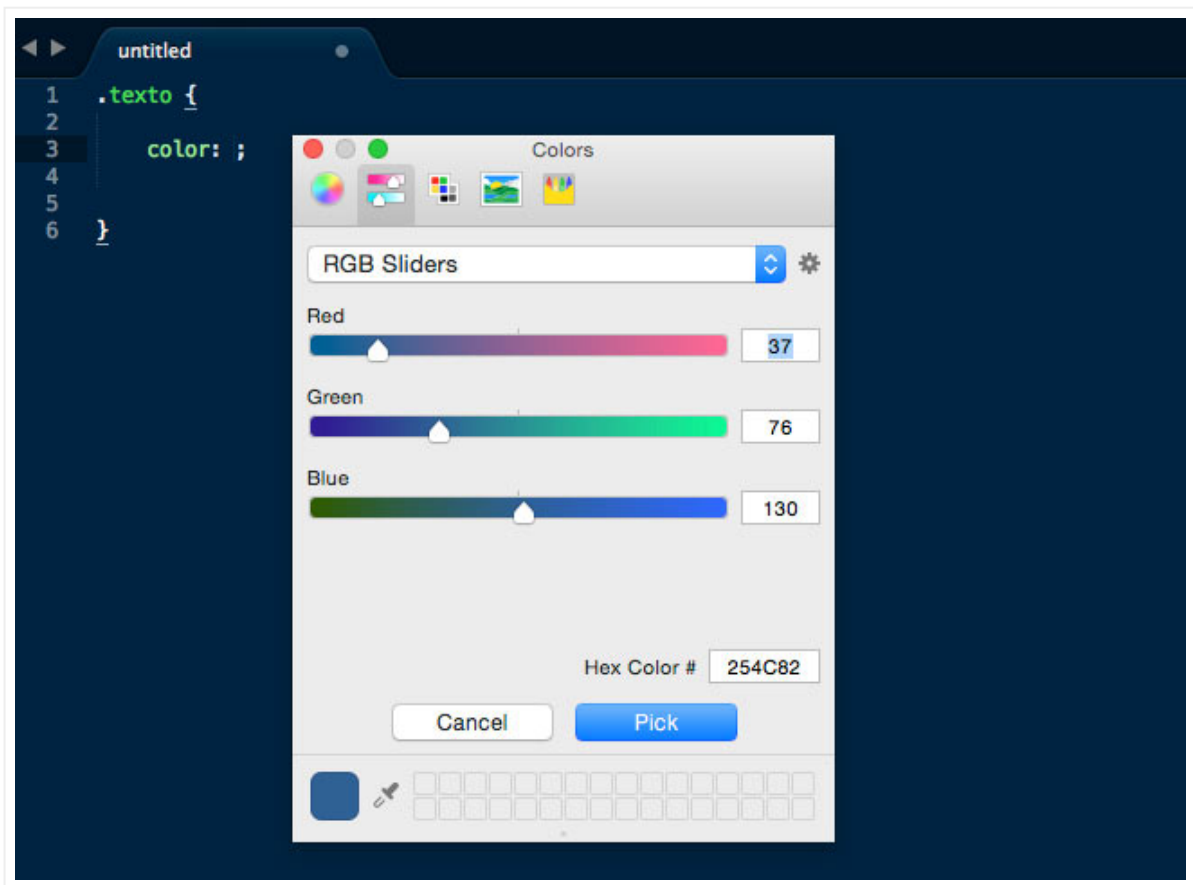 untitled
1 .texto {
2
3 color: ;
4
5
6 }
Colors
RGB Sliders
Red
37
Green
76
Blue
130
Hex Color # 254C82
Cancel Pick